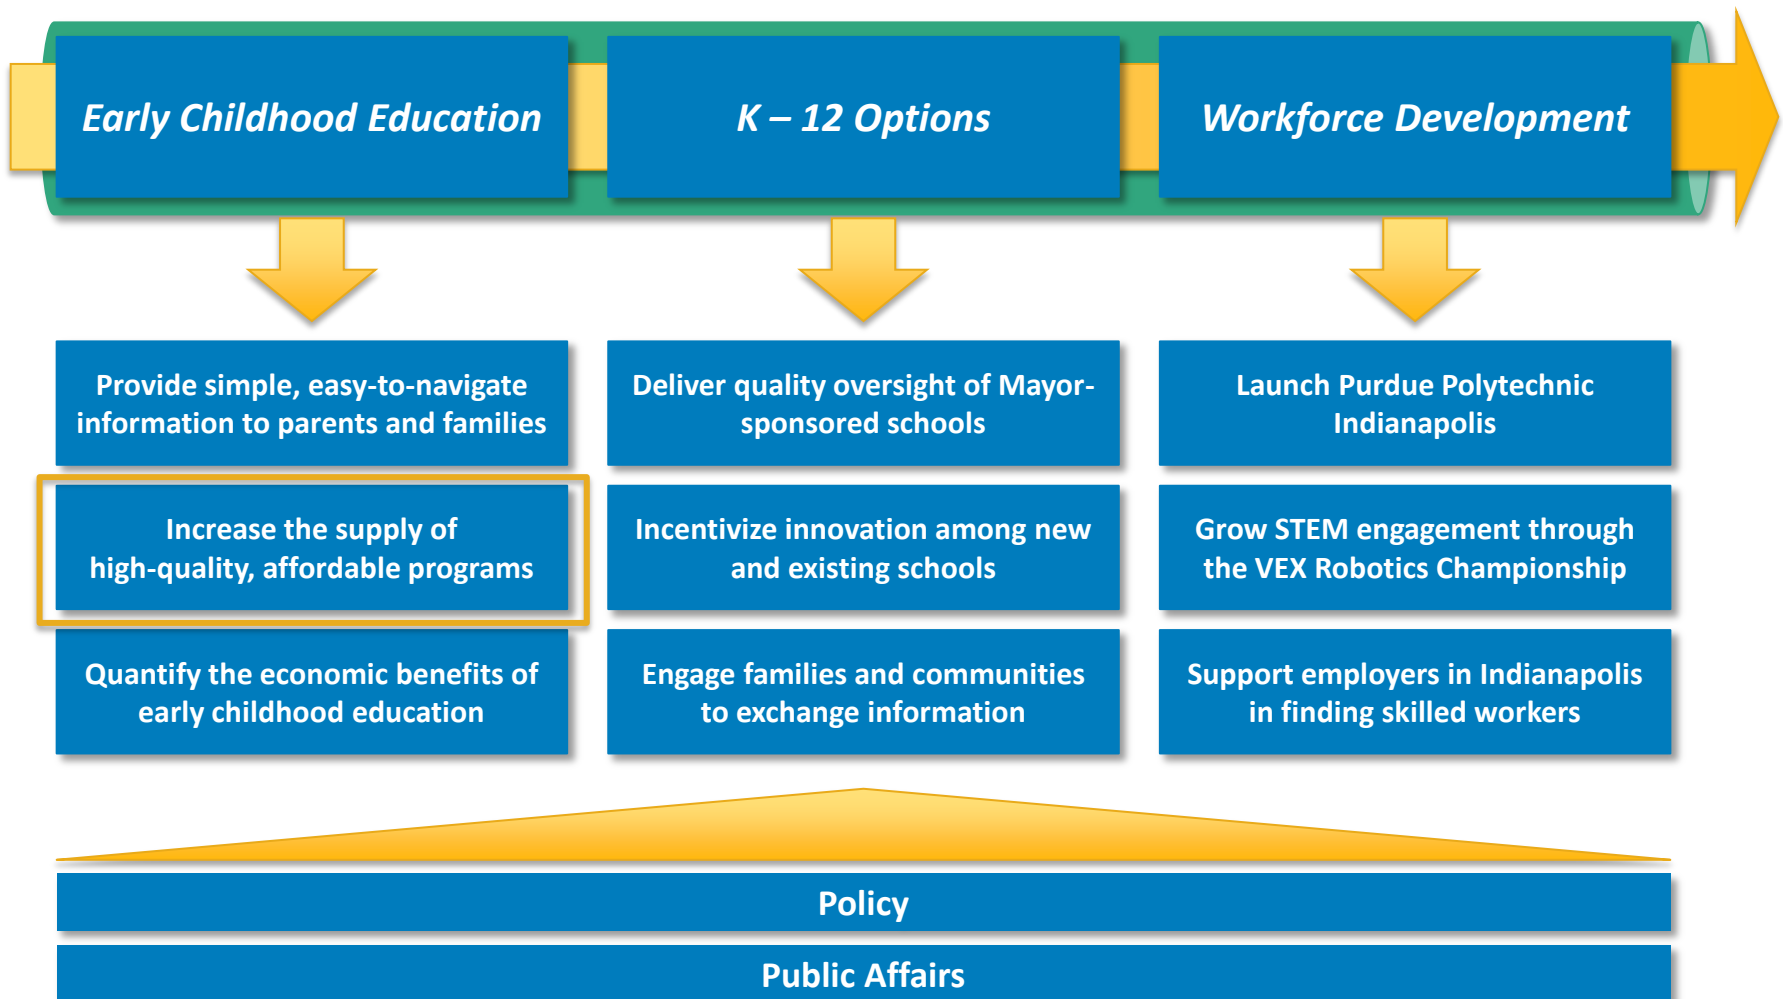 Early Childhood Education
K – 12 Options
Workforce Development
Provide simple, easy-to-navigate
information to parents and families
Increase the supply of
high-quality, affordable programs
Quantify the economic benefits of
early childhood education
Deliver quality oversight of Mayor-
sponsored schools
Incentivize innovation among new
and existing schools
Engage families and communities
to exchange information
Launch Purdue Polytechnic
Indianapolis
Grow STEM engagement through
the VEX Robotics Championship
Support employers in Indianapolis
in finding skilled workers
Policy
Public Affairs